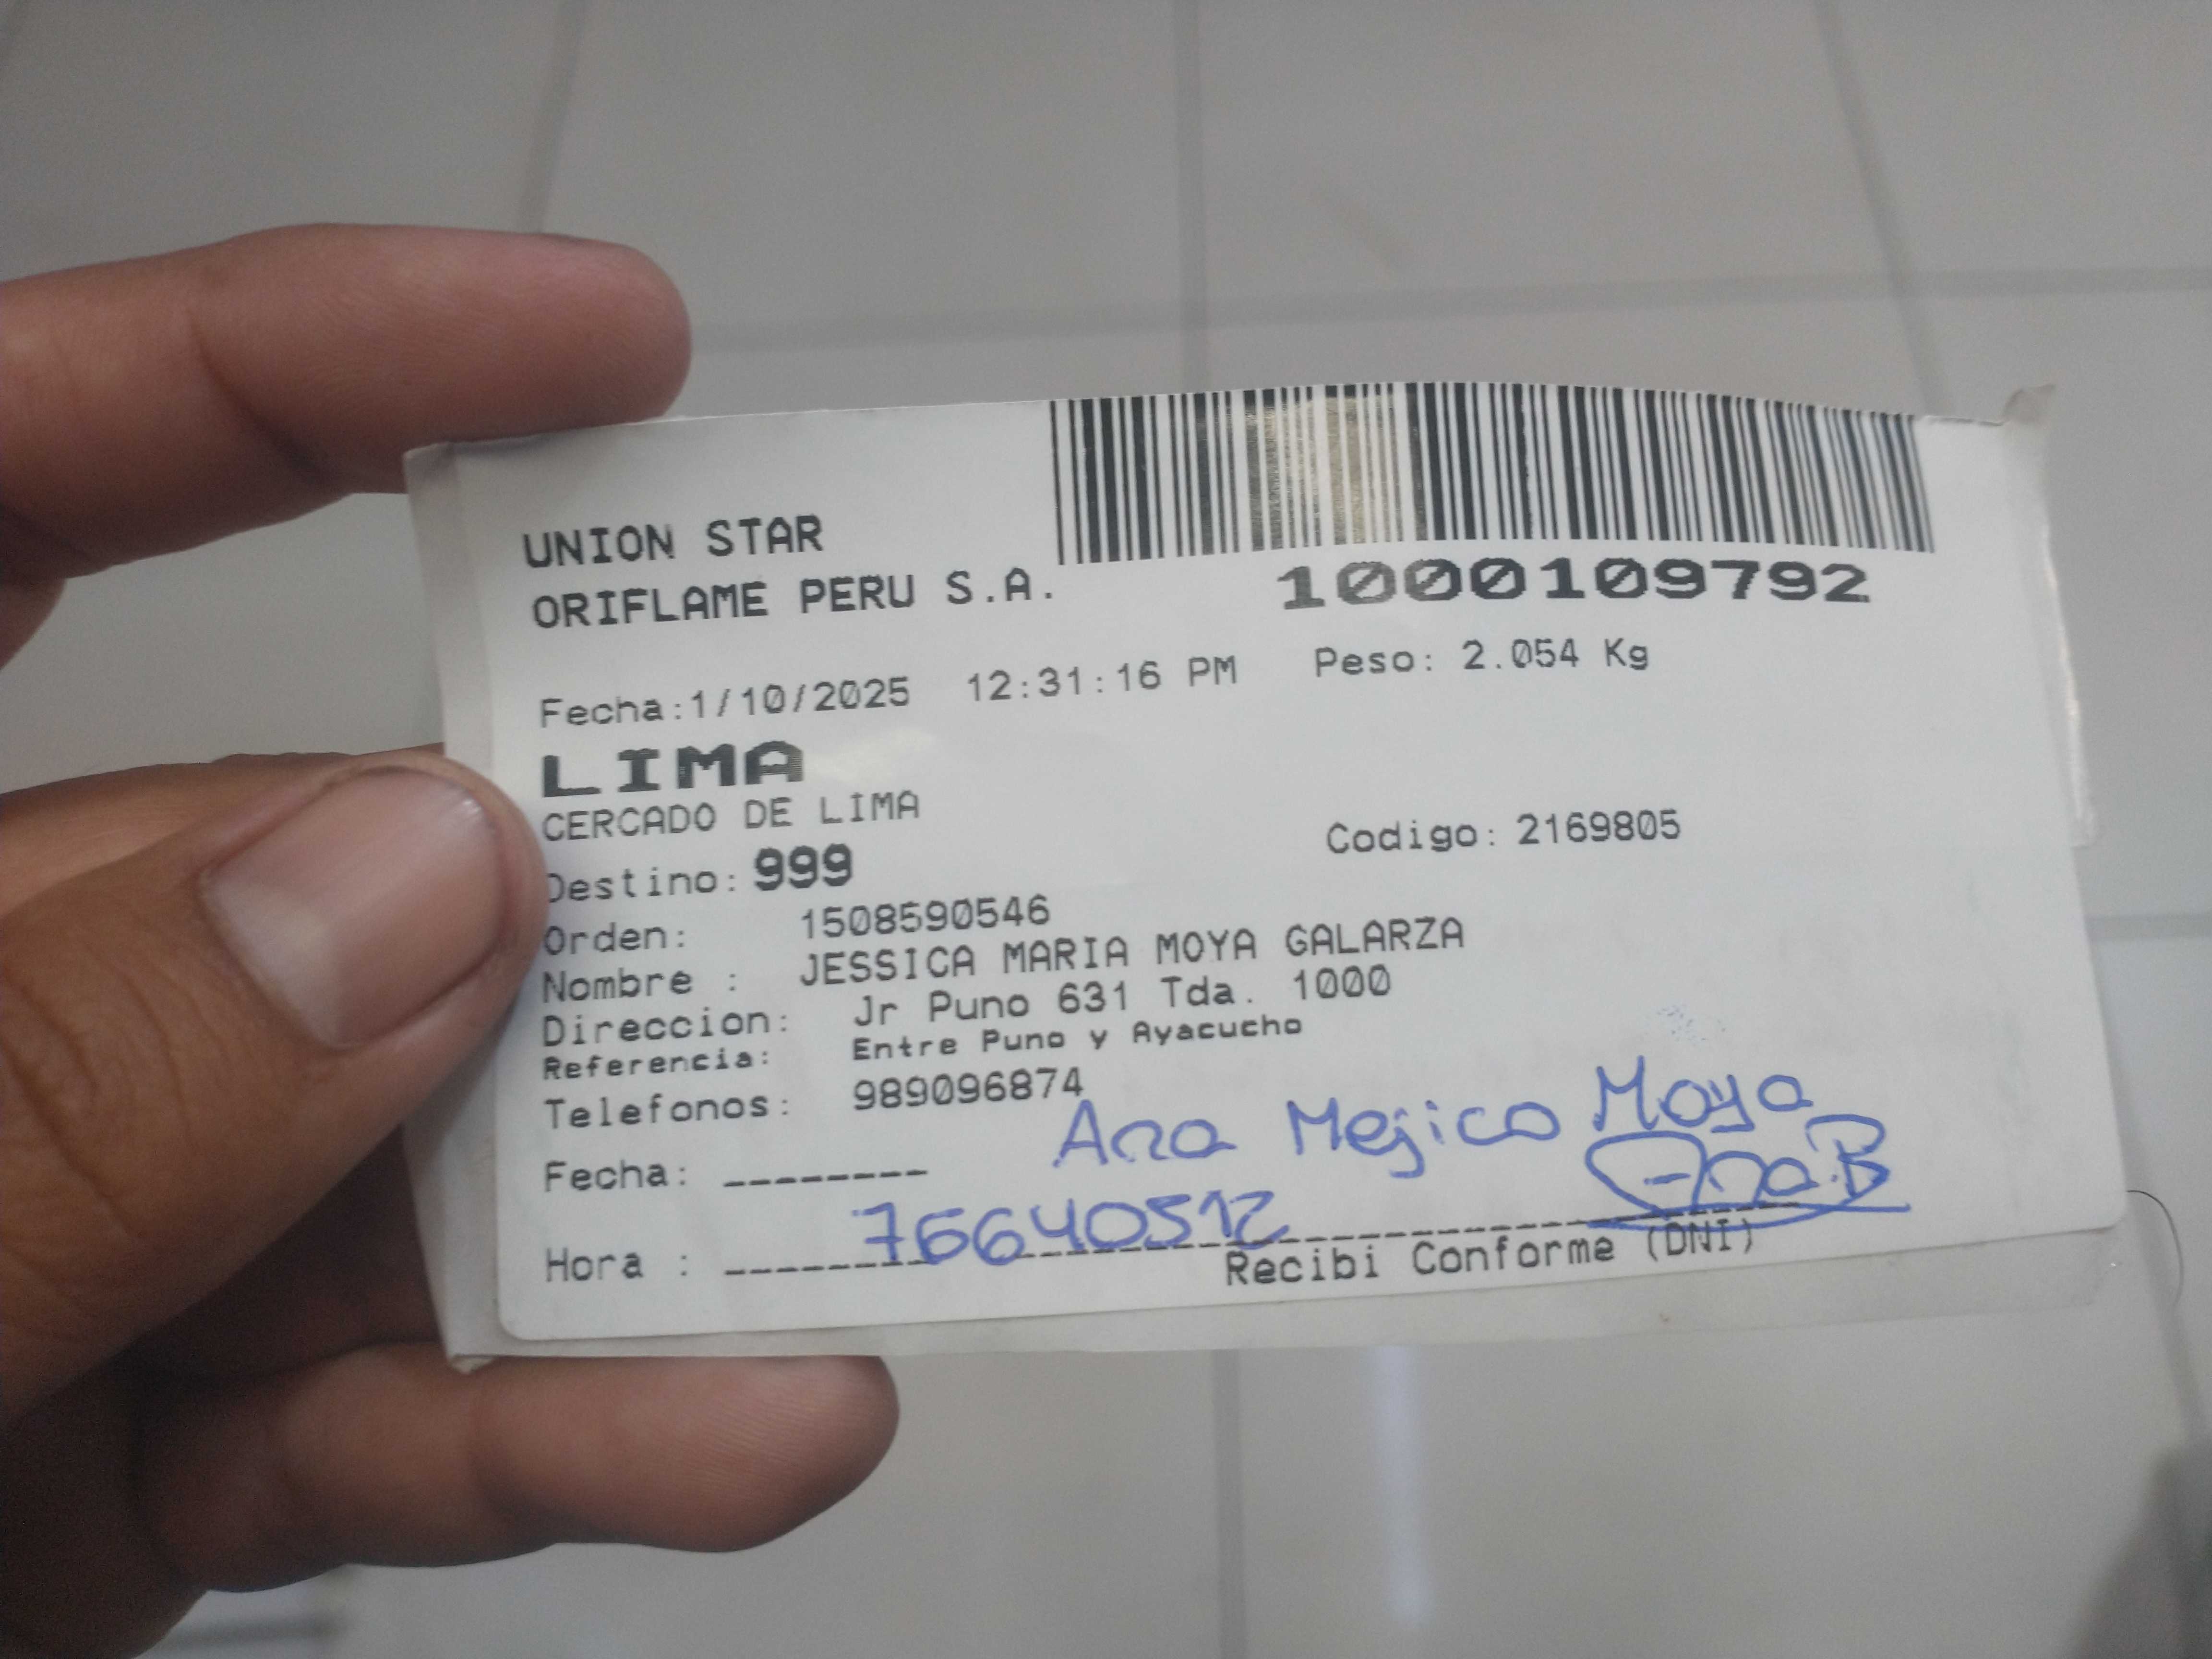 UNION STAR
ORIFLAME PERU S.A.
1000109792
Fecha:1/10/2025 12:31:16 PM Peso: 2.054 Kg
LIMA
CERCADO DE LIMA
Destino: 999 Codigo: 2169805
Orden: 1508590546
Nombre : JESSICA MARIA MOYA GALARZA
Direccion: Jr Puno 631 Tda. 1000
Referencia: Entre Puno y Ayacucho
Telefonos: 989096874
Ana Mejico Moya
Fecha: --------
Hora : 76640512
Recibi Conforme (DNI)